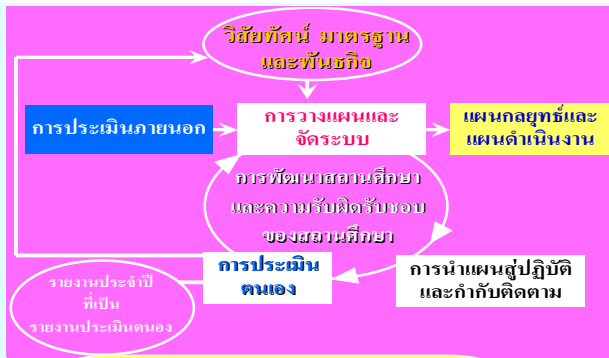 วิสัยทัศน์ มาตรฐาน
และพันธกิจ
การประเมินภายนอก
การวางแผนและ
จัดระบบ
แผนกลยุทธ์และ
แผนดำเนินงาน
การพัฒนาสถานศึกษา
และความรับผิดรับชอบ
ของสถานศึกษา
การประเมิน
ตนเอง
การนำแผนสู่ปฏิบัติ
และกำกับติดตาม
รายงานประจำปี
ที่เป็น
รายงานประเมินตนอง